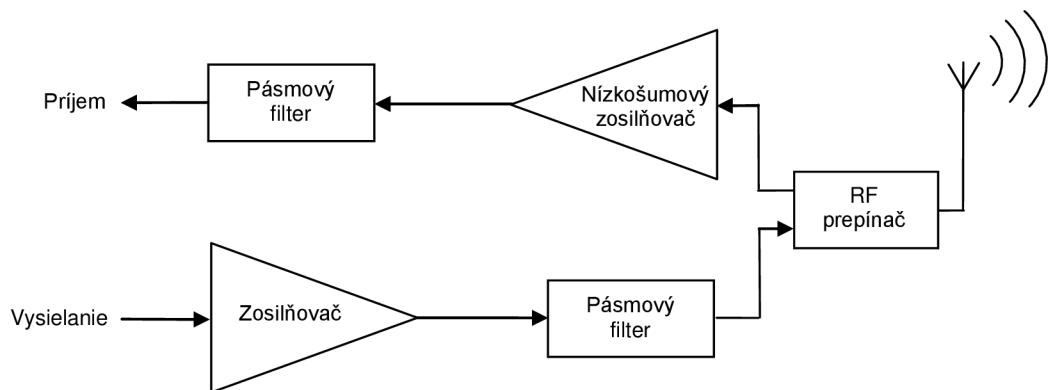 Príjem
Pásmový
filter
Nízkošumový
zosilňovač
RF
prepínač
Vysielanie
Zosilňovač
Pásmový
filter